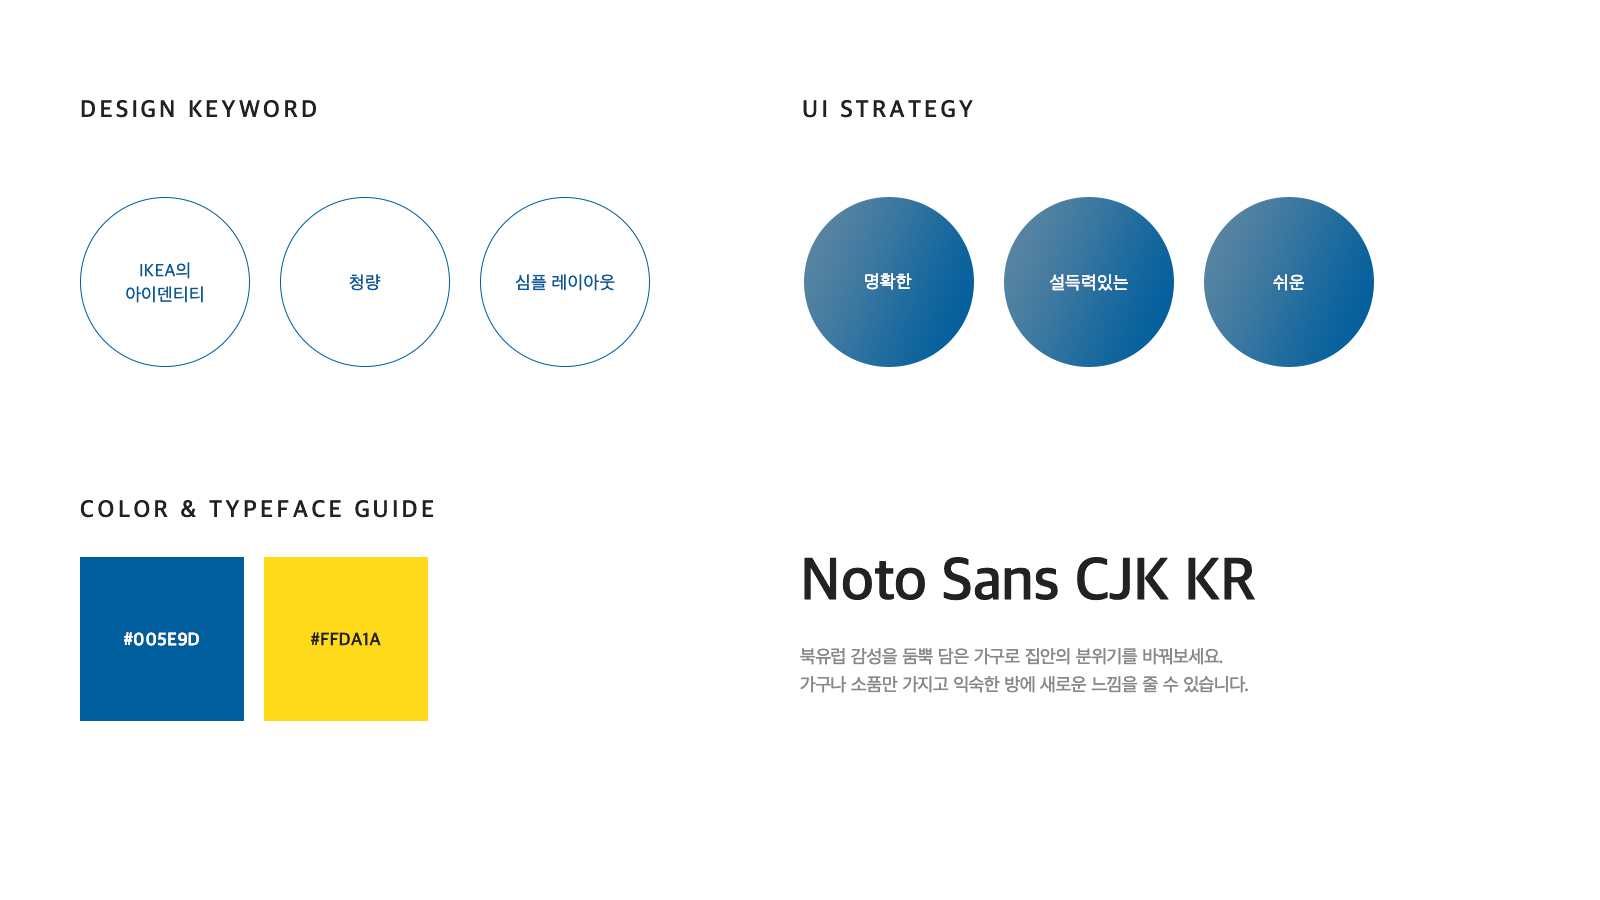 DESIGN KEYWORD
IKEA의
아이덴티티
청량
심플 레이아웃
UI STRATEGY
명확한
설득력있는
쉬운
COLOR & TYPEFACE GUIDE
#005E9D
#FFDA1A
Noto Sans CJK KR
북유럽 감성을 둠뿍 담은 가구로 집안의 분위기를 바꿔보세요.
가구나 소품만 가지고 익숙한 방에 새로운 느낌을 줄 수 있습니다.